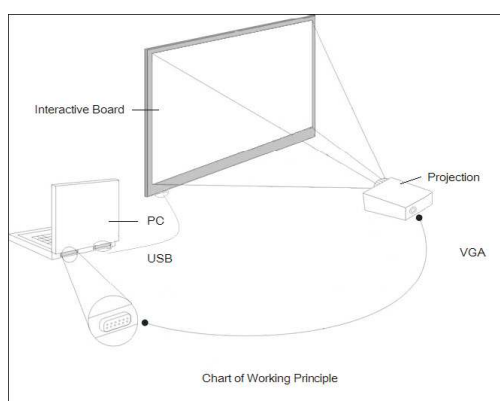 Interactive Board
Projection
PC
USB
VGA
Chart of Working Principle